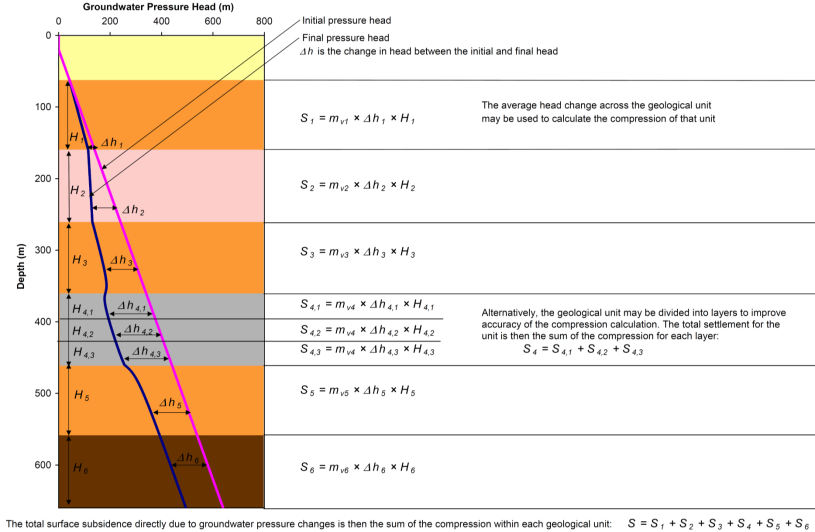 Groundwater Pressure Head (m)
0 200 400 600 800
Initial pressure head
Final pressure head
Δh is the change in head between the initial and final head
Depth (m)
0
100
200
300
400
500
600
H1
Δh1
H2
Δh2
H3
Δh3
H4,1
Δh4,1
H4,2
Δh4,2
H4,3
Δh4,3
H5
Δh5
H6
Δh6
S1 = mv1 × Δh1 × H1
The average head change across the geological unit
may be used to calculate the compression of that unit
S2 = mv2 × Δh2 × H2
S3 = mv3 × Δh3 × H3
S4,1 = mv4 × Δh4,1 × H4,1
S4,2 = mv4 × Δh4,2 × H4,2
S4,3 = mv4 × Δh4,3 × H4,3
Alternatively, the geological unit may be divided into layers to improve
accuracy of the compression calculation. The total settlement for the
unit is then the sum of the compression for each layer:
S4 = S4,1 + S4,2 + S4,3
S5 = mv5 × Δh5 × H5
S6 = mv6 × Δh6 × H6
The total surface subsidence directly due to groundwater pressure changes is then the sum of the compression within each geological unit: S = S1 + S2 + S3 + S4 + S5 + S6